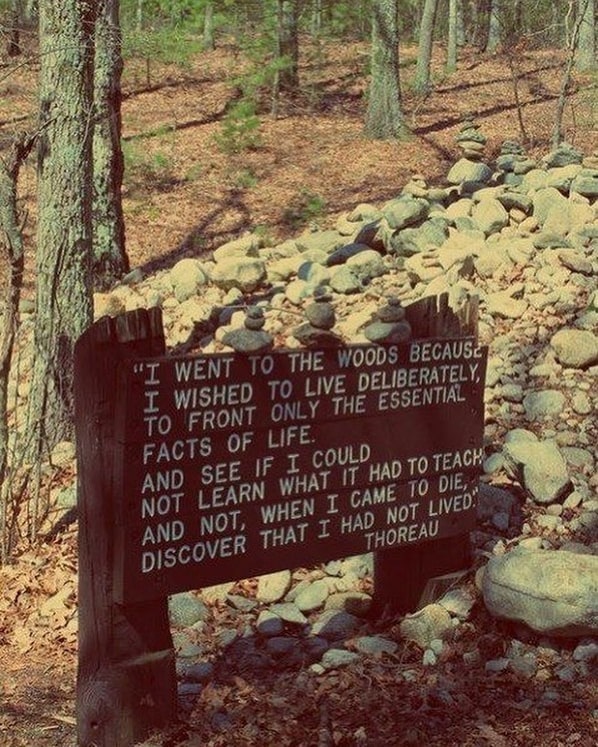 "I WENT TO THE WOODS BECAUSE
I WISHED TO LIVE DELIBERATELY,
TO FRONT ONLY THE ESSENTIAL
FACTS OF LIFE.
AND SEE IF I COULD
NOT LEARN WHAT IT HAD TO TEACH
AND NOT, WHEN I CAME TO DIE,
DISCOVER THAT I HAD NOT LIVED."
THOREAU